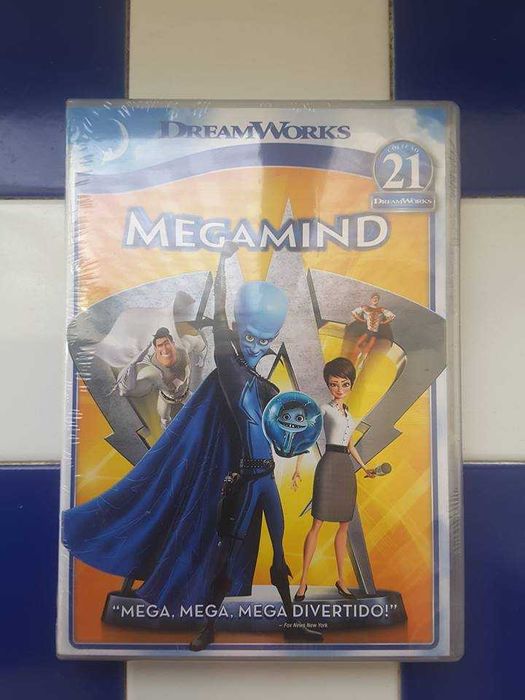 DREAMWORKS
COLEÇÃO
21
DREAMWORKS
MEGAMIND
"MEGA, MEGA, MEGA DIVERTIDO!"
– Fox News New York